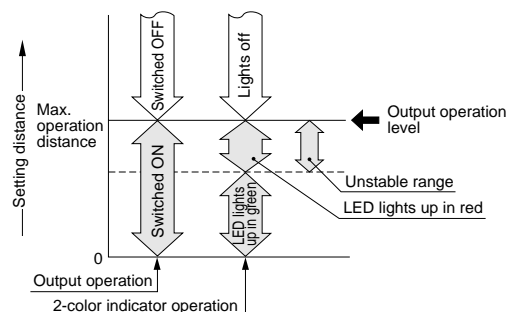 Setting distance
Switched OFF
Lights off
Max.
operation
distance
Output operation
level
Switched ON
Unstable range
LED lights up in red
LED lights
up in green
0
Output operation
2-color indicator operation